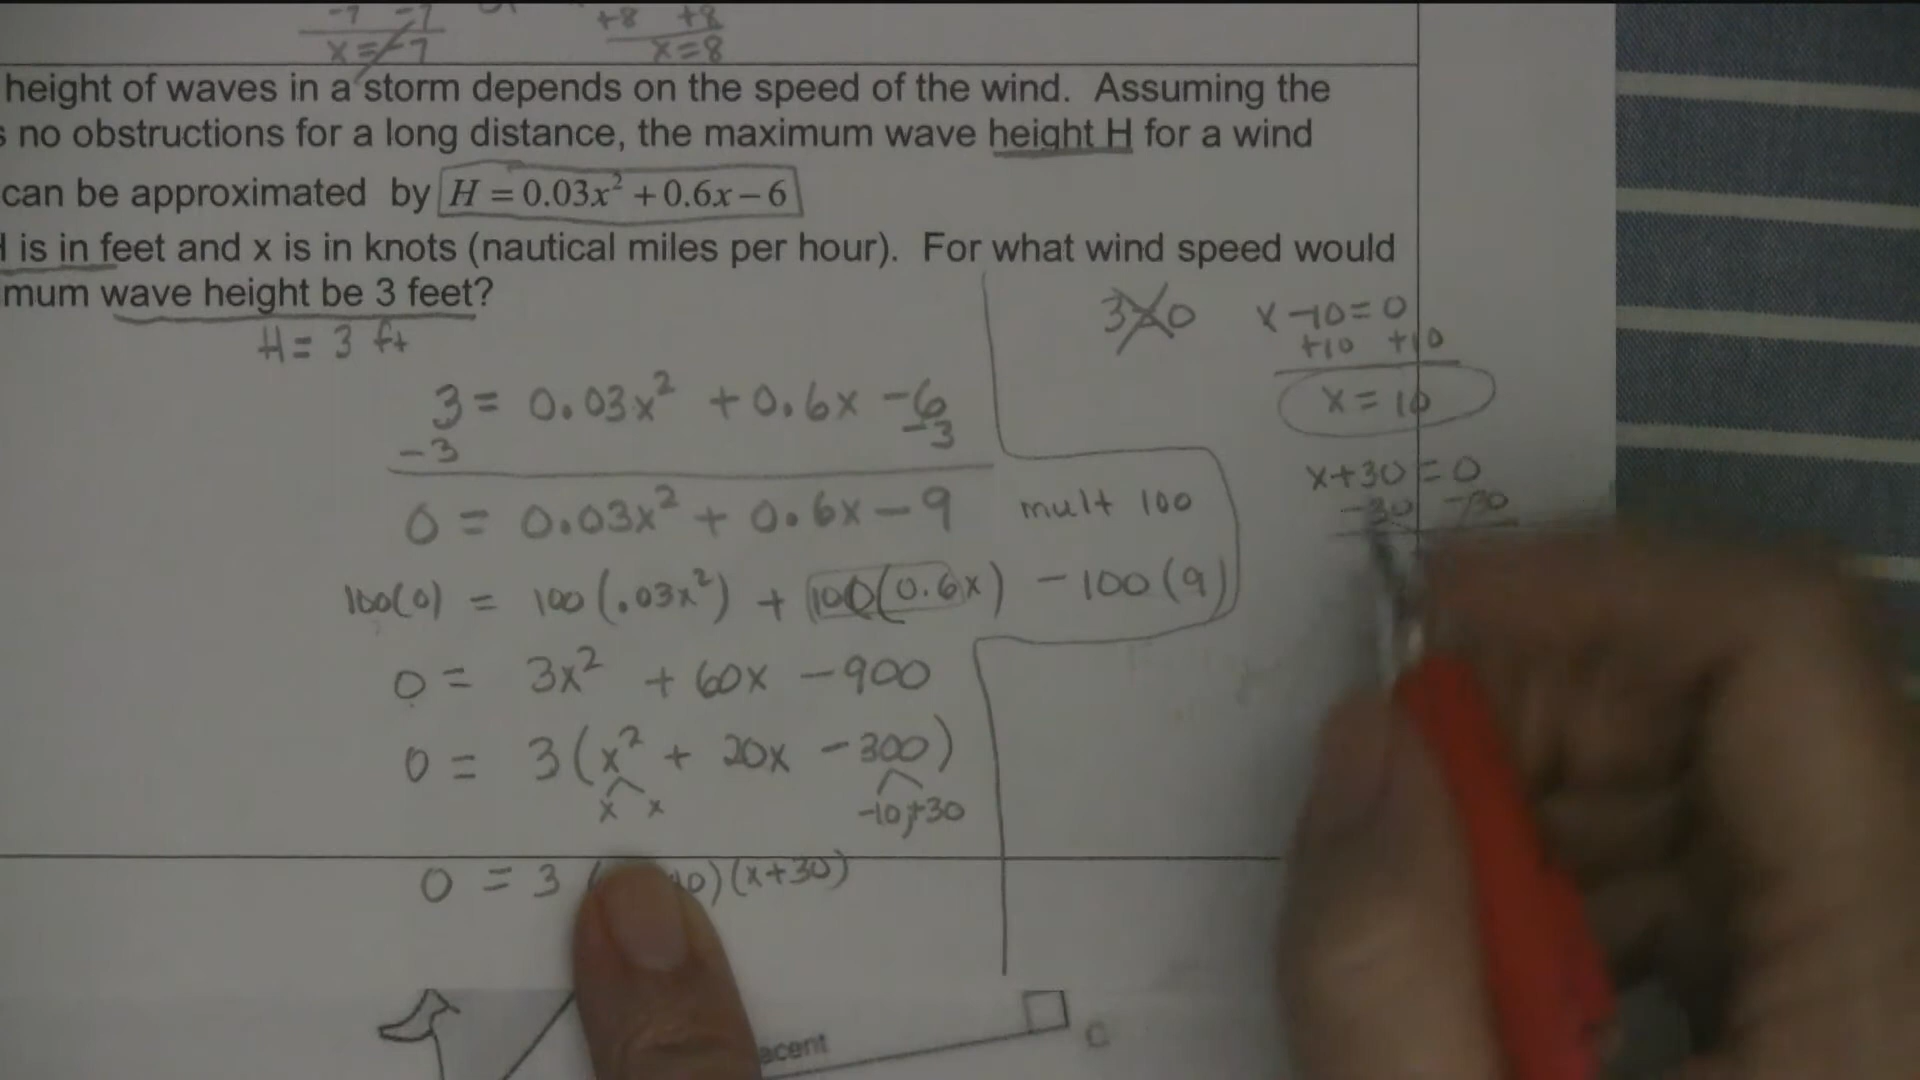 -7 -7
x = -7
+8 +8
x = 8
height of waves in a storm depends on the speed of the wind. Assuming the
no obstructions for a long distance, the maximum wave height H for a wind
can be approximated by H = 0.03x² + 0.6x – 6
is in feet and x is in knots (nautical miles per hour). For what wind speed would
mum wave height be 3 feet?
H = 3 ft
3 = 0.03x² + 0.6x - 6
-3 -3
0 = 0.03x² + 0.6x - 9 mult 100
100(0) = 100(.03x²) + 100(0.6x) - 100(9)
0 = 3x² + 60x - 900
0 = 3(x² + 20x - 300)
x x -10,+30
0 = 3 ( 10)(x+30)
x - 10 = 0
+10 +10
x = 10
x + 30 = 0
-30 -30
acent
C